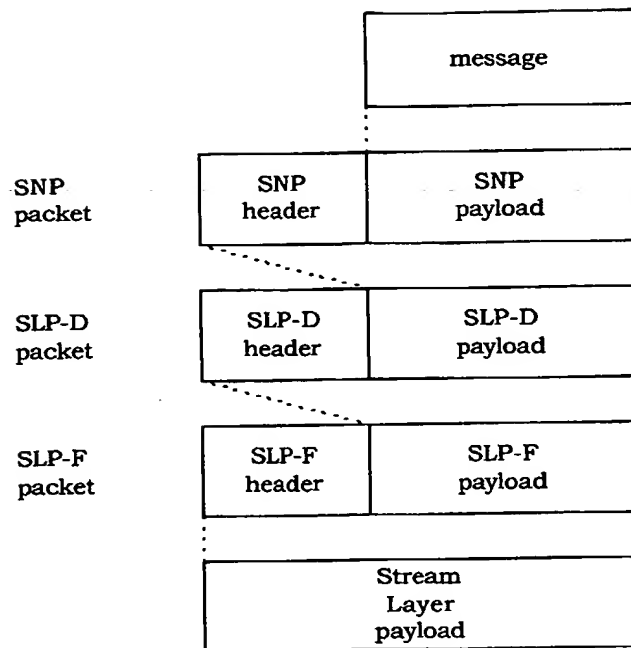 message
SNP
packet
SNP
header
SNP
payload
SLP-D
packet
SLP-D
header
SLP-D
payload
SLP-F
packet
SLP-F
header
SLP-F
payload
Stream
Layer
payload